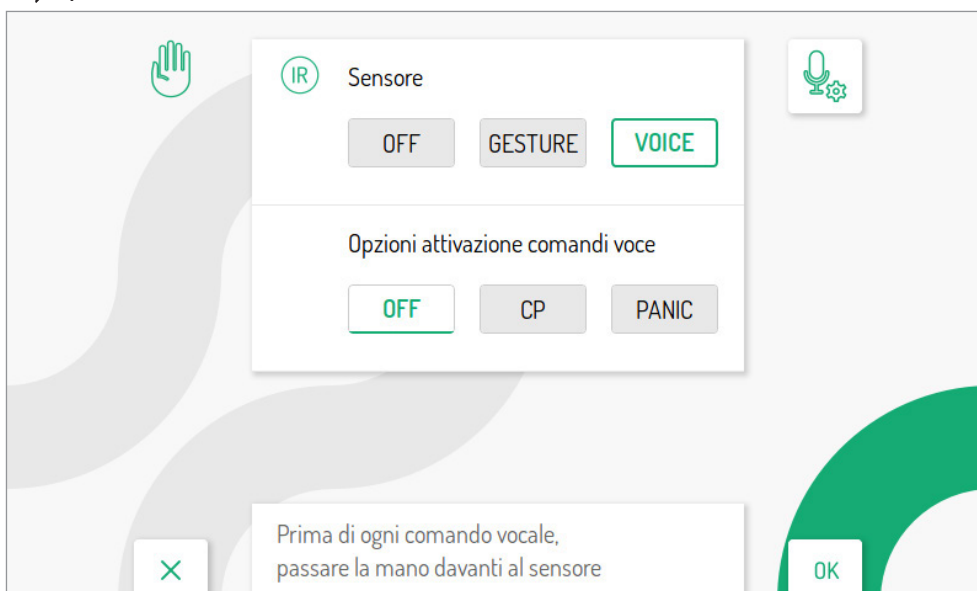 IR Sensore
OFF GESTURE VOICE
Opzioni attivazione comandi voce
OFF CP PANIC
Prima di ogni comando vocale,
passare la mano davanti al sensore
OK